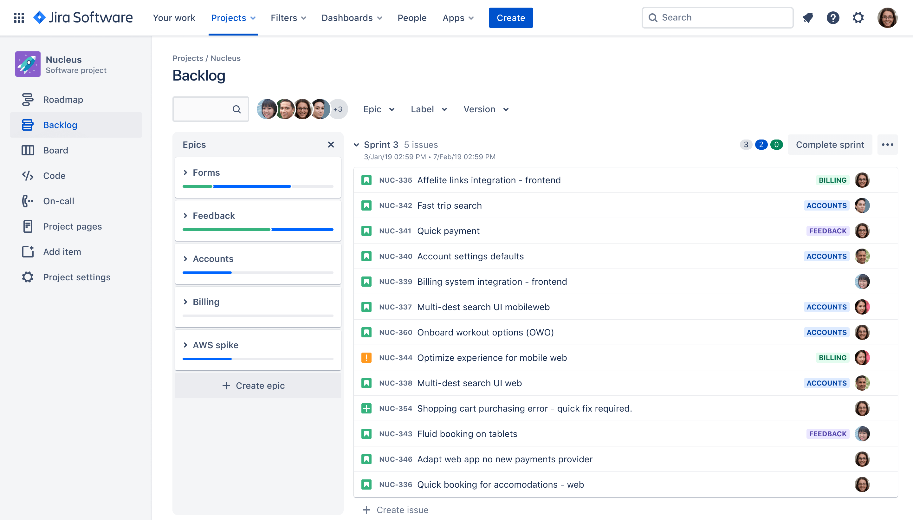 Jira Software Your work Projects Filters Dashboards People Apps Create Search
Nucleus
Software project
Roadmap
Backlog
Board
Code
On-call
Project pages
Add item
Project settings
Projects / Nucleus
Backlog
+3 Epic Label Version
Epics
Forms
Feedback
Accounts
Billing
AWS spike
+ Create epic
Sprint 3 5 issues 3 2 0 Complete sprint
3/Jan/19 02:59 PM • 7/Feb/19 02:59 PM
NUC-335 Affelite links integration - frontend BILLING
NUC-342 Fast trip search ACCOUNTS
NUC-341 Quick payment FEEDBACK
NUC-340 Account settings defaults ACCOUNTS
NUC-339 Billing system integration - frontend
NUC-337 Multi-dest search UI mobileweb ACCOUNTS
NUC-360 Onboard workout options (OWO) ACCOUNTS
NUC-344 Optimize experience for mobile web BILLING
NUC-338 Multi-dest search UI web ACCOUNTS
NUC-354 Shopping cart purchasing error - quick fix required.
NUC-343 Fluid booking on tablets FEEDBACK
NUC-346 Adapt web app no new payments provider
NUC-336 Quick booking for accomodations - web
+ Create issue